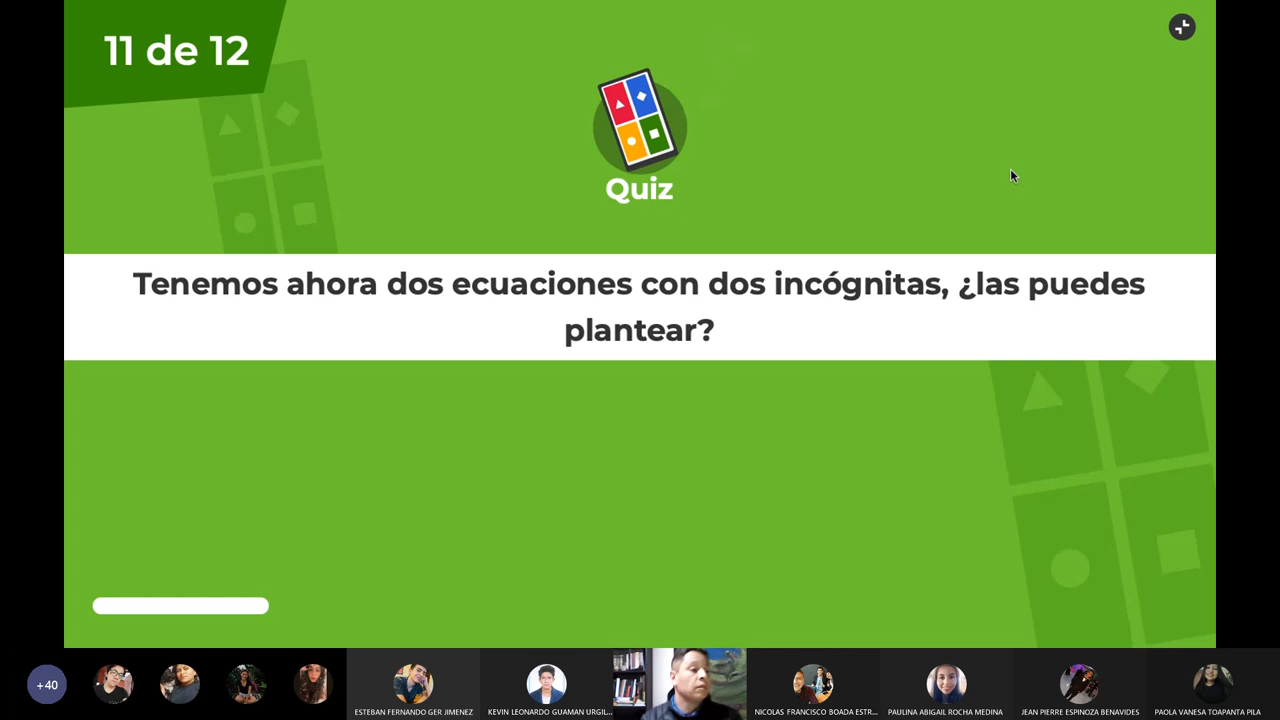 11 de 12
Quiz
Tenemos ahora dos ecuaciones con dos incógnitas, ¿las puedes
plantear?
+40
ESTEBAN FERNANDO GER JIMENEZ
KEVIN LEONARDO GUAMAN URGIL...
NICOLAS FRANCISCO BOADA ESTR...
PAULINA ABIGAIL ROCHA MEDINA
JEAN PIERRE ESPINOZA BENAVIDES
PAOLA VANESA TOAPANTA PILA